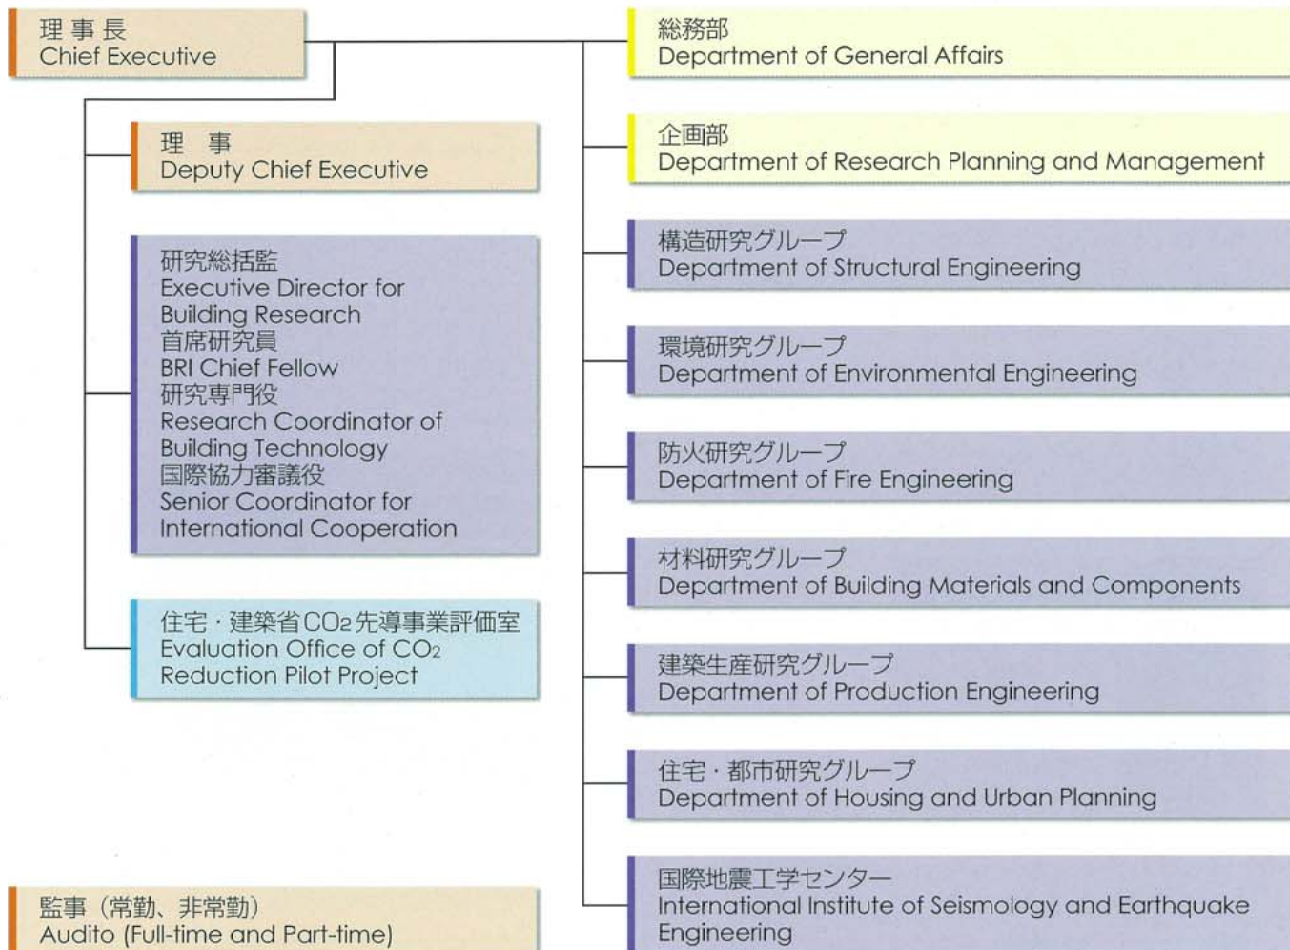 理事長
Chief Executive
理 事
Deputy Chief Executive
研究総括監
Executive Director for
Building Research
首席研究員
BRI Chief Fellow
研究専門役
Research Coordinator of
Building Technology
国際協力審議役
Senior Coordinator for
International Cooperation
住宅・建築省CO2先導事業評価室
Evaluation Office of CO2
Reduction Pilot Project
監事（常勤、非常勤）
Audito (Full-time and Part-time)
総務部
Department of General Affairs
企画部
Department of Research Planning and Management
構造研究グループ
Department of Structural Engineering
環境研究グループ
Department of Environmental Engineering
防火研究グループ
Department of Fire Engineering
材料研究グループ
Department of Building Materials and Components
建築生産研究グループ
Department of Production Engineering
住宅・都市研究グループ
Department of Housing and Urban Planning
国際地震工学センター
International Institute of Seismology and Earthquake
Engineering